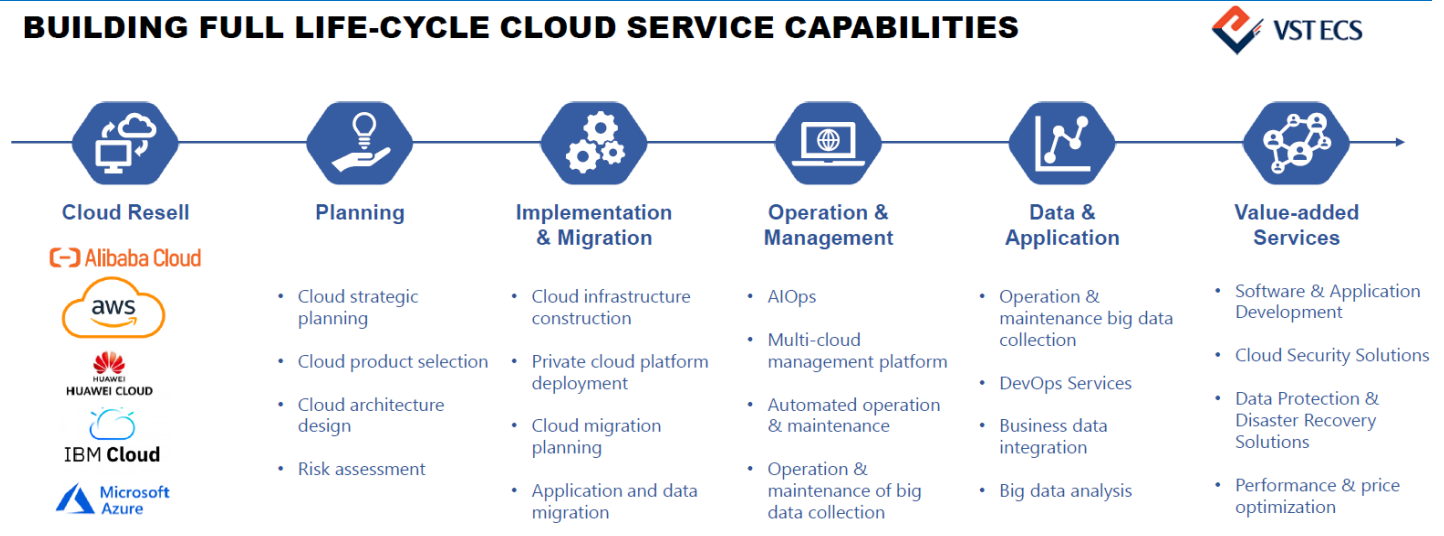 BUILDING FULL LIFE-CYCLE CLOUD SERVICE CAPABILITIES
VSTECS
Cloud Resell
Alibaba Cloud
aws
HUAWEI
HUAWEI CLOUD
IBM Cloud
Microsoft
Azure
Planning
• Cloud strategic
planning
• Cloud product selection
• Cloud architecture
design
• Risk assessment
Implementation
& Migration
• Cloud infrastructure
construction
• Private cloud platform
deployment
• Cloud migration
planning
• Application and data
migration
Operation &
Management
• AIOps
• Multi-cloud
management platform
• Automated operation
& maintenance
• Operation &
maintenance of big
data collection
Data &
Application
• Operation &
maintenance big data
collection
• DevOps Services
• Business data
integration
• Big data analysis
Value-added
Services
• Software & Application
Development
• Cloud Security Solutions
• Data Protection &
Disaster Recovery
Solutions
• Performance & price
optimization